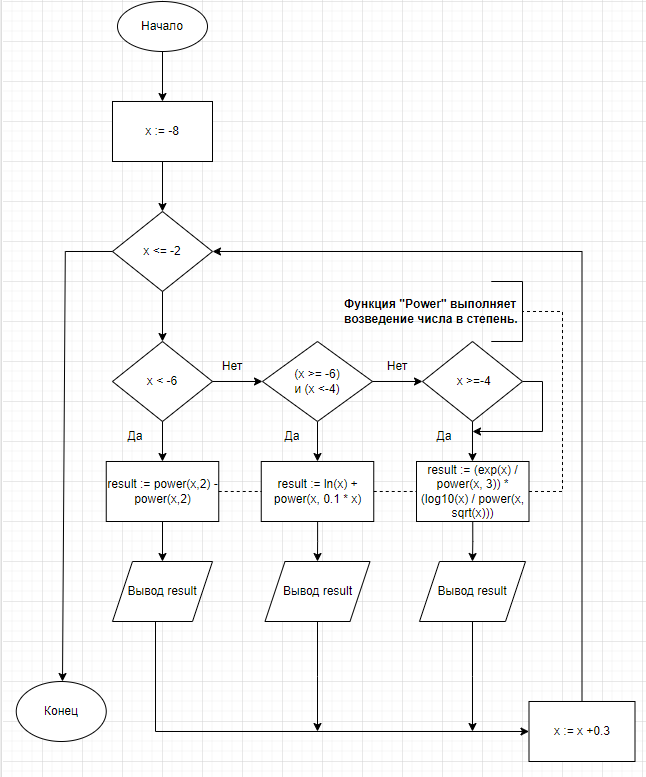 Начало
x := -8
x <= -2
Функция "Power" выполняет
возведение числа в степень.
x < -6
Нет
(x >= -6)
и (x <-4)
Нет
x >=-4
Да
Да
Да
result := power(x,2) -
power(x,2)
result := ln(x) +
power(x, 0.1 * x)
result := (exp(x) /
power(x, 3)) *
(log10(x) / power(x,
sqrt(x)))
Вывод result
Вывод result
Вывод result
Конец
x := x +0.3